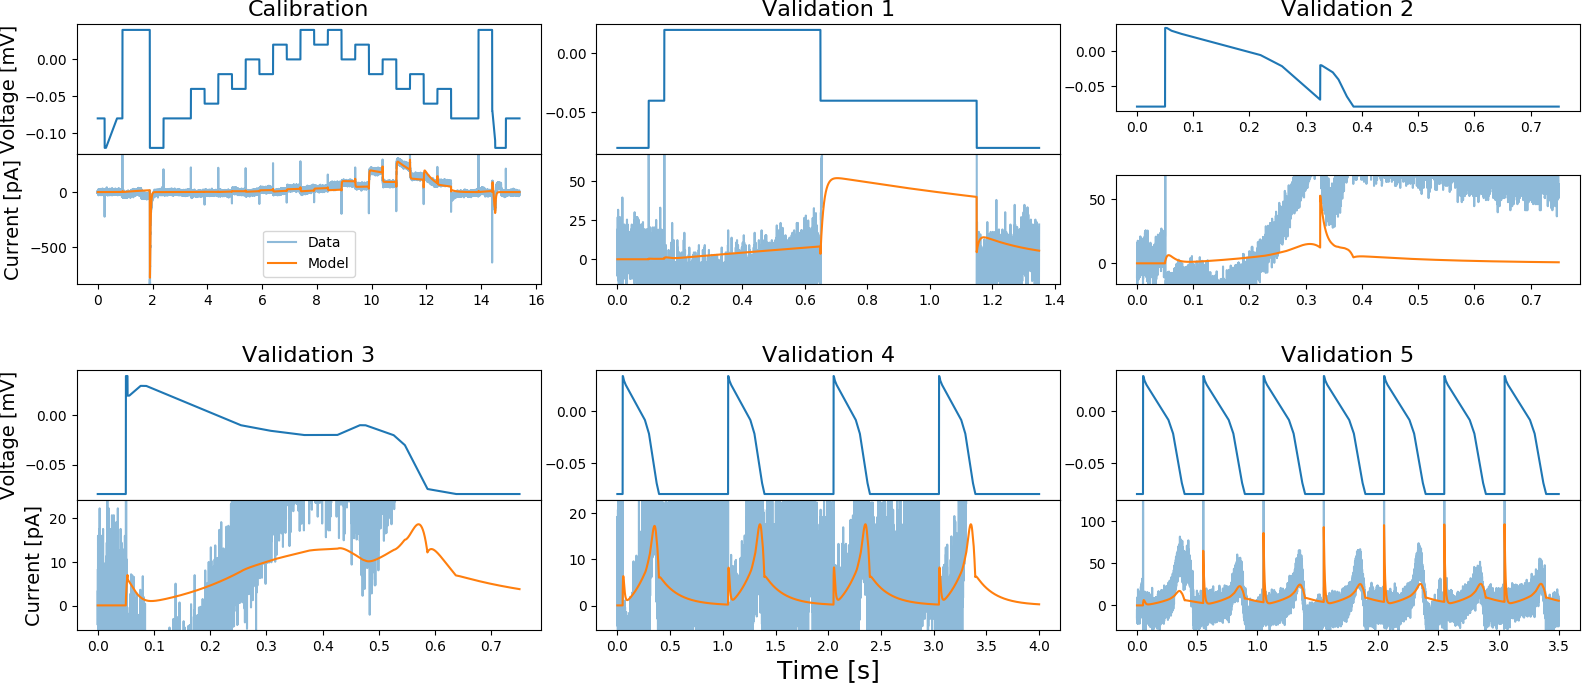 Calibration
Validation 1
Validation 2
Voltage [mV]
0.00
−0.05
−0.10
0.00
−0.05
0.00
−0.05
0.0 0.1 0.2 0.3 0.4 0.5 0.6 0.7
Current [pA]
0
−500
Data
Model
0 2 4 6 8 10 12 14 16
50
25
0
0.0 0.2 0.4 0.6 0.8 1.0 1.2 1.4
50
0
0.0 0.1 0.2 0.3 0.4 0.5 0.6 0.7
Validation 3
Validation 4
Validation 5
Voltage [mV]
0.00
−0.05
0.00
−0.05
0.00
−0.05
Current [pA]
20
10
0
0.0 0.1 0.2 0.3 0.4 0.5 0.6 0.7
20
10
0
0.0 0.5 1.0 1.5 2.0 2.5 3.0 3.5 4.0
100
50
0
0.0 0.5 1.0 1.5 2.0 2.5 3.0 3.5
Time [s]